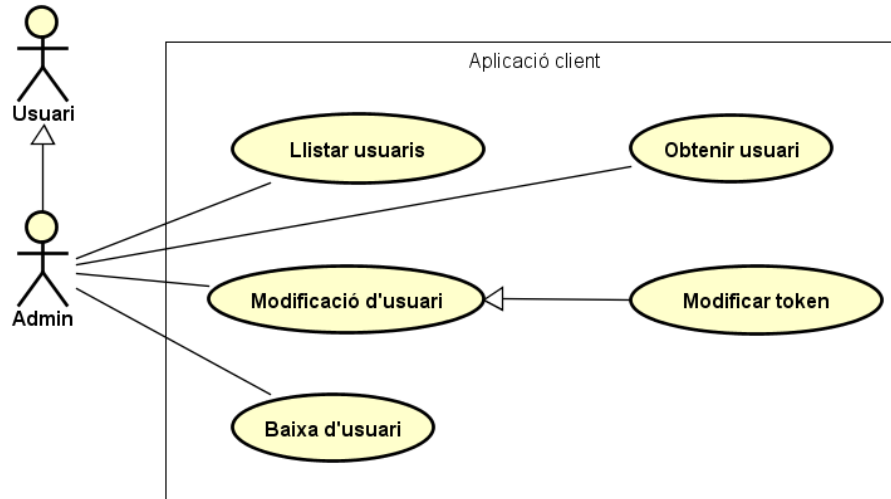 Aplicació client
Usuari
Llistar usuaris
Obtenir usuari
Admin
Modificació d'usuari
Modificar token
Baixa d'usuari